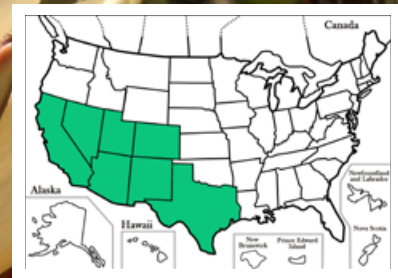 Canada
Newfoundland
and Labrador
Alaska
Hawaii
Nova Scotia
New
Brunswick
Prince Edward
Island